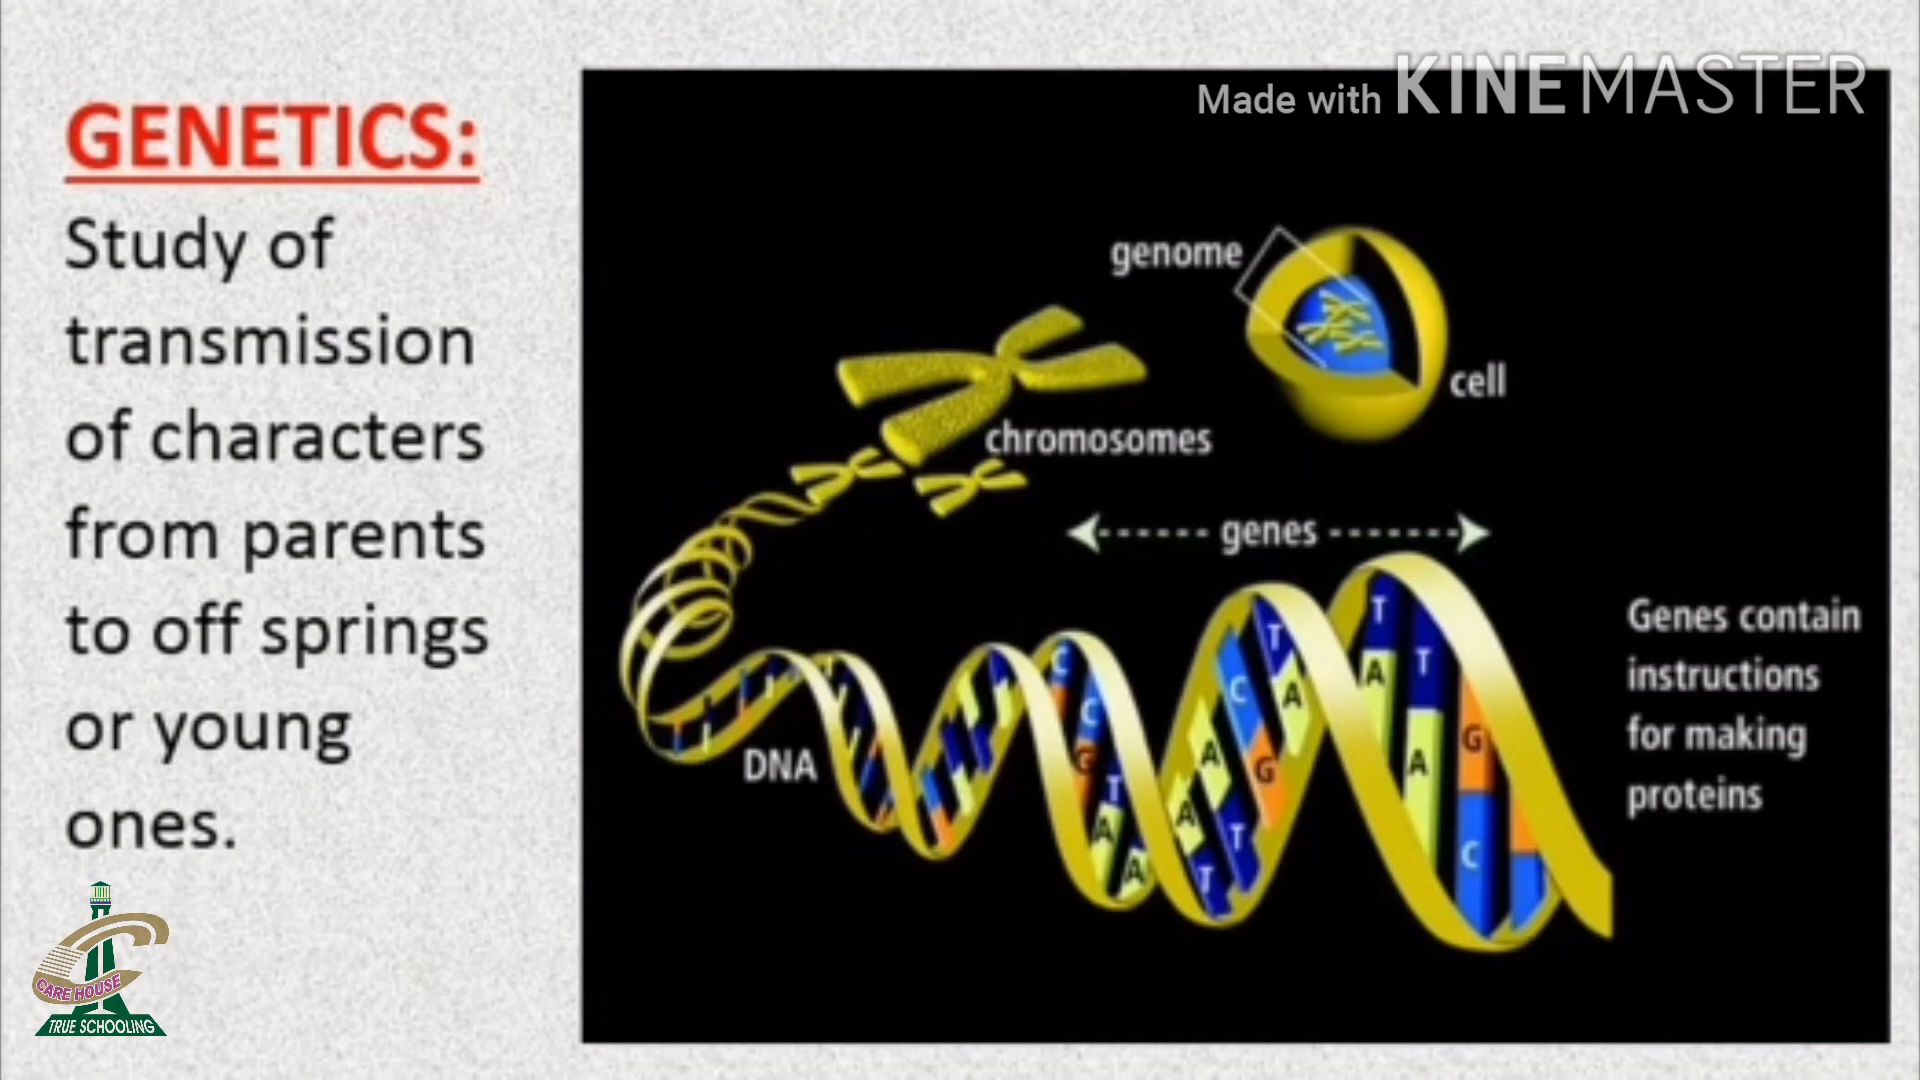 Made with KINEMASTER
GENETICS:
Study of
transmission
of characters
from parents
to off springs
or young
ones.
genome
cell
chromosomes
genes
Genes contain
instructions
for making
proteins
DNA
C
C
G
T
A
A
T
C
A
A
G
A
T
T
T
T
A
A
G
C
CARE HOUSE
TRUE SCHOOLING